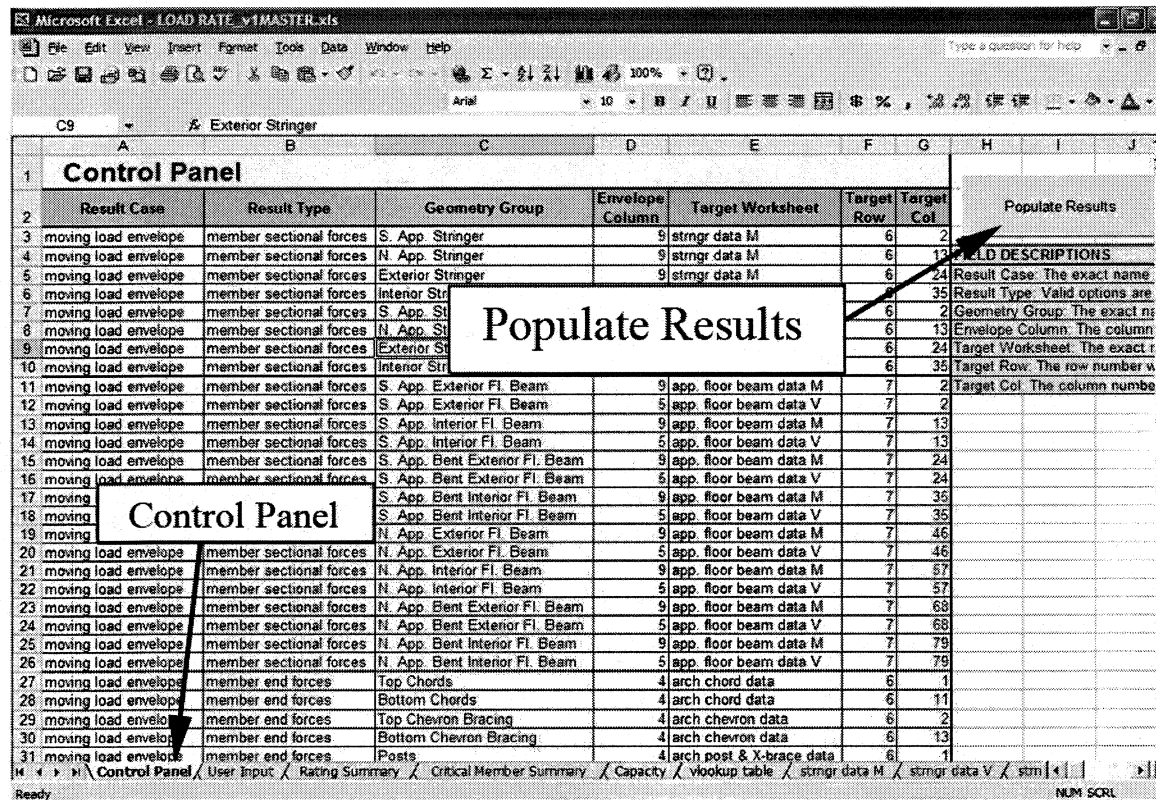 Microsoft Excel - LOAD RATE_v1MASTER.xls
File Edit View Insert Format Tools Data Window Help Type a question for help
100%
Arial 10 B I U $ % ,
C9 fx Exterior Stringer
A B C D E F G H I J
1 Control Panel
2 Result Case Result Type Geometry Group Envelope Column Target Worksheet Target Row Target Col Populate Results
3 moving load envelope member sectional forces S. App. Stringer 9 strngr data M 6 2
4 moving load envelope member sectional forces N. App. Stringer 9 strngr data M 6 13 FIELD DESCRIPTIONS
5 moving load envelope member sectional forces Exterior Stringer 9 strngr data M 6 24 Result Case: The exact name
6 moving load envelope member sectional forces Interior Str 35 Result Type: Valid options are
7 moving load envelope member sectional forces S. App. St 6 2 Geometry Group: The exact na
8 moving load envelope member sectional forces N. App. St 6 13 Envelope Column: The column
9 moving load envelope member sectional forces Exterior St 6 24 Target Worksheet: The exact r
10 moving load envelope member sectional forces Interior Str 6 35 Target Row: The row number w
Populate Results
11 moving load envelope member sectional forces S. App. Exterior Fl. Beam 9 app. floor beam data M 7 2 Target Col: The column numbe
12 moving load envelope member sectional forces S. App. Exterior Fl. Beam 5 app. floor beam data V 7 2
13 moving load envelope member sectional forces S. App. Interior Fl. Beam 9 app. floor beam data M 7 13
14 moving load envelope member sectional forces S. App. Interior Fl. Beam 5 app. floor beam data V 7 13
15 moving load envelope member sectional forces S. App. Bent Exterior Fl. Beam 9 app. floor beam data M 7 24
16 moving load envelope member sectional forces S. App. Bent Exterior Fl. Beam 5 app. floor beam data V 7 24
17 moving S. App. Bent Interior Fl. Beam 9 app. floor beam data M 7 35
18 moving S. App. Bent Interior Fl. Beam 5 app. floor beam data V 7 35
19 moving N. App. Exterior Fl. Beam 9 app. floor beam data M 7 46
Control Panel
20 moving load envelope member sectional forces N. App. Exterior Fl. Beam 5 app. floor beam data V 7 46
21 moving load envelope member sectional forces N. App. Interior Fl. Beam 9 app. floor beam data M 7 57
22 moving load envelope member sectional forces N. App. Interior Fl. Beam 5 app. floor beam data V 7 57
23 moving load envelope member sectional forces N. App. Bent Exterior Fl. Beam 9 app. floor beam data M 7 68
24 moving load envelope member sectional forces N. App. Bent Exterior Fl. Beam 5 app. floor beam data V 7 68
25 moving load envelope member sectional forces N. App. Bent Interior Fl. Beam 9 app. floor beam data M 7 79
26 moving load envelope member sectional forces N. App. Bent Interior Fl. Beam 5 app. floor beam data V 7 79
27 moving load envelope member end forces Top Chords 4 arch chord data 6 1
28 moving load envelope member end forces Bottom Chords 4 arch chord data 6 11
29 moving load envelope member end forces Top Chevron Bracing 4 arch chevron data 6 2
30 moving load envelope member end forces Bottom Chevron Bracing 4 arch chevron data 6 13
31 moving load envelope member end forces Posts 4 arch post & X-brace data 6 1
Control Panel / User Input / Rating Summary / Critical Member Summary / Capacity / vlookup table / strngr data M / strngr data V / strn
Ready NUM SCRL